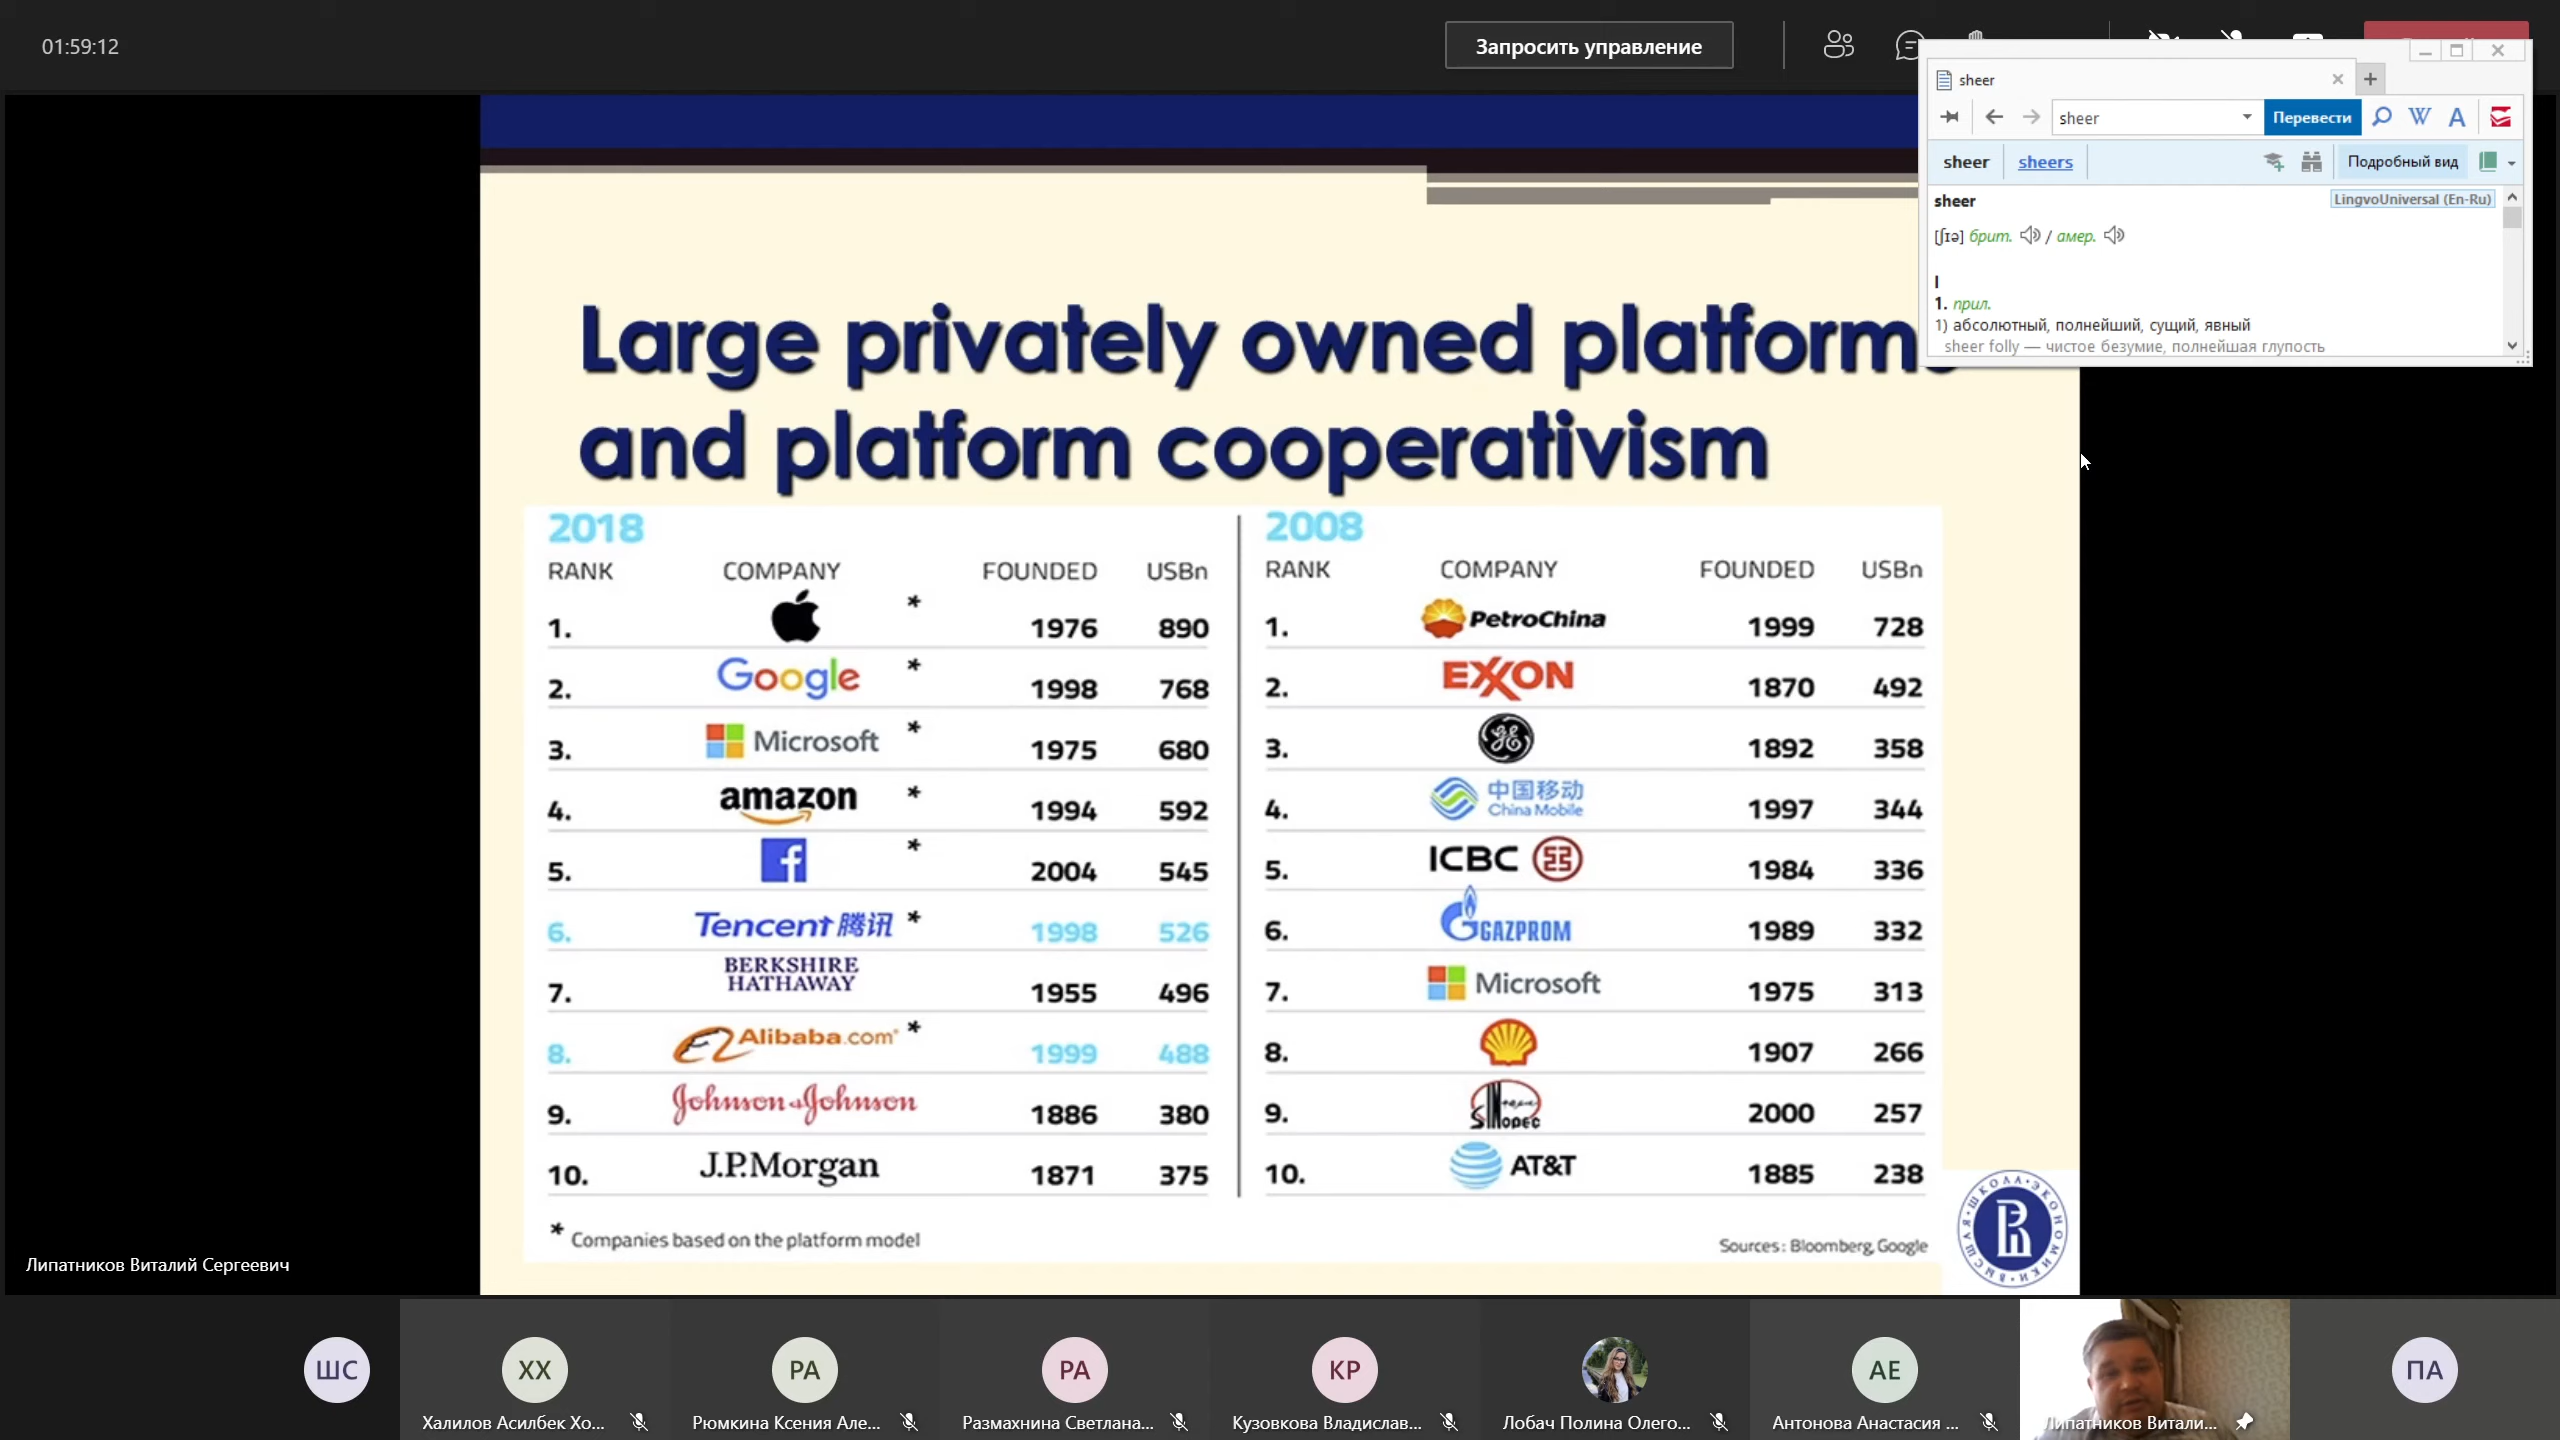 01:59:12
Запросить управление
sheer
sheer
Перевести
sheer
sheers
Подробный вид
sheer
LingvoUniversal (En-Ru)
[ʃɪə] брит. / амер.
I
1. прил.
1) абсолютный, полнейший, сущий, явный
sheer folly — чистое безумие, полнейшая глупость
Large privately owned platform
and platform cooperativism
2018
RANK COMPANY FOUNDED USBn
1. * 1976 890
2. Google * 1998 768
3. Microsoft * 1975 680
4. amazon * 1994 592
5. f * 2004 545
6. Tencent 腾讯 * 1998 526
7. BERKSHIRE HATHAWAY 1955 496
8. Alibaba.com * 1999 488
9. Johnson & Johnson 1886 380
10. J.P.Morgan 1871 375
* Companies based on the platform model
2008
RANK COMPANY FOUNDED USBn
1. PetroChina 1999 728
2. EXXON 1870 492
3. GE 1892 358
4. 中国移动 China Mobile 1997 344
5. ICBC 1984 336
6. GAZPROM 1989 332
7. Microsoft 1975 313
8. 1907 266
9. SINOPEC 2000 257
10. AT&T 1885 238
Sources: Bloomberg, Google
ВЫСШАЯ ШКОЛА ЭКОНОМИКИ
Липатников Виталий Сергеевич
ШС
ХХ
РА
РА
КР
АЕ
ПА
Халилов Асилбек Хо...
Рюмкина Ксения Але...
Размахнина Светлана...
Кузовкова Владислав...
Лобач Полина Олего...
Антонова Анастасия ...
Липатников Витали...